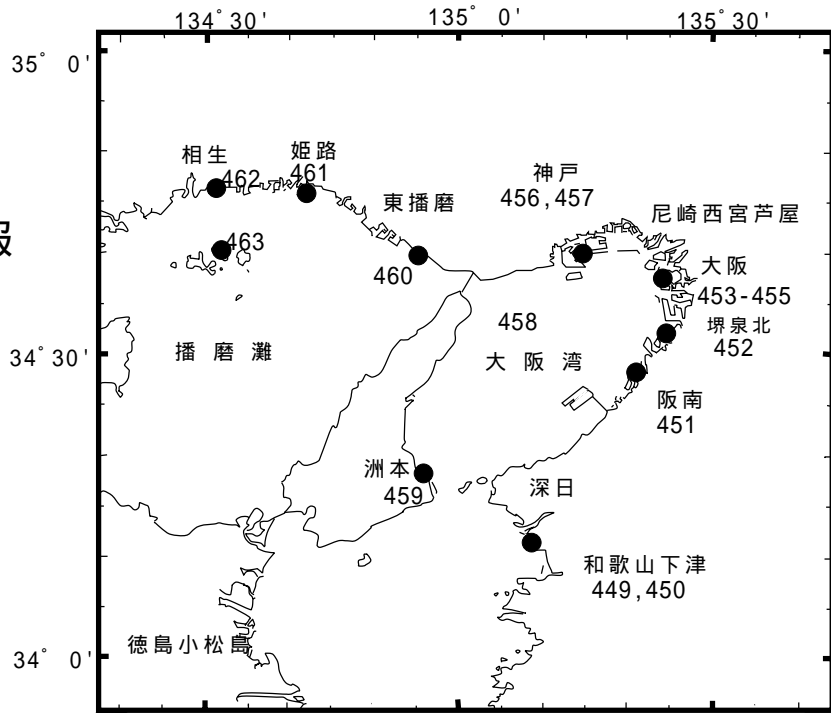 134° 30'
135° 0'
135° 30'
35° 0'
相生
462
姫路
461
神戸
456,457
東播磨
尼崎西宮芦屋
報
463
460
大阪
453-455
458
堺泉北
452
34° 30'
播磨灘
大阪湾
阪南
451
洲本
459
深日
和歌山下津
449,450
徳島小松島
34° 0'